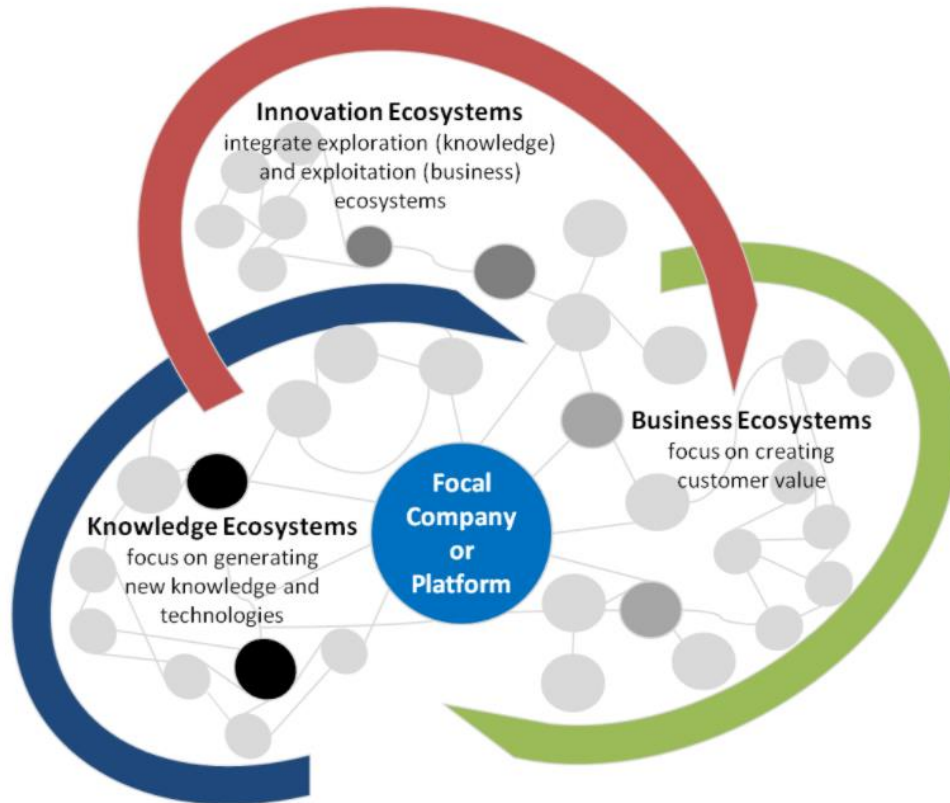 Innovation Ecosystems
integrate exploration (knowledge)
and exploitation (business)
ecosystems
Business Ecosystems
focus on creating
customer value
Focal
Company
or
Platform
Knowledge Ecosystems
focus on generating
new knowledge and
technologies